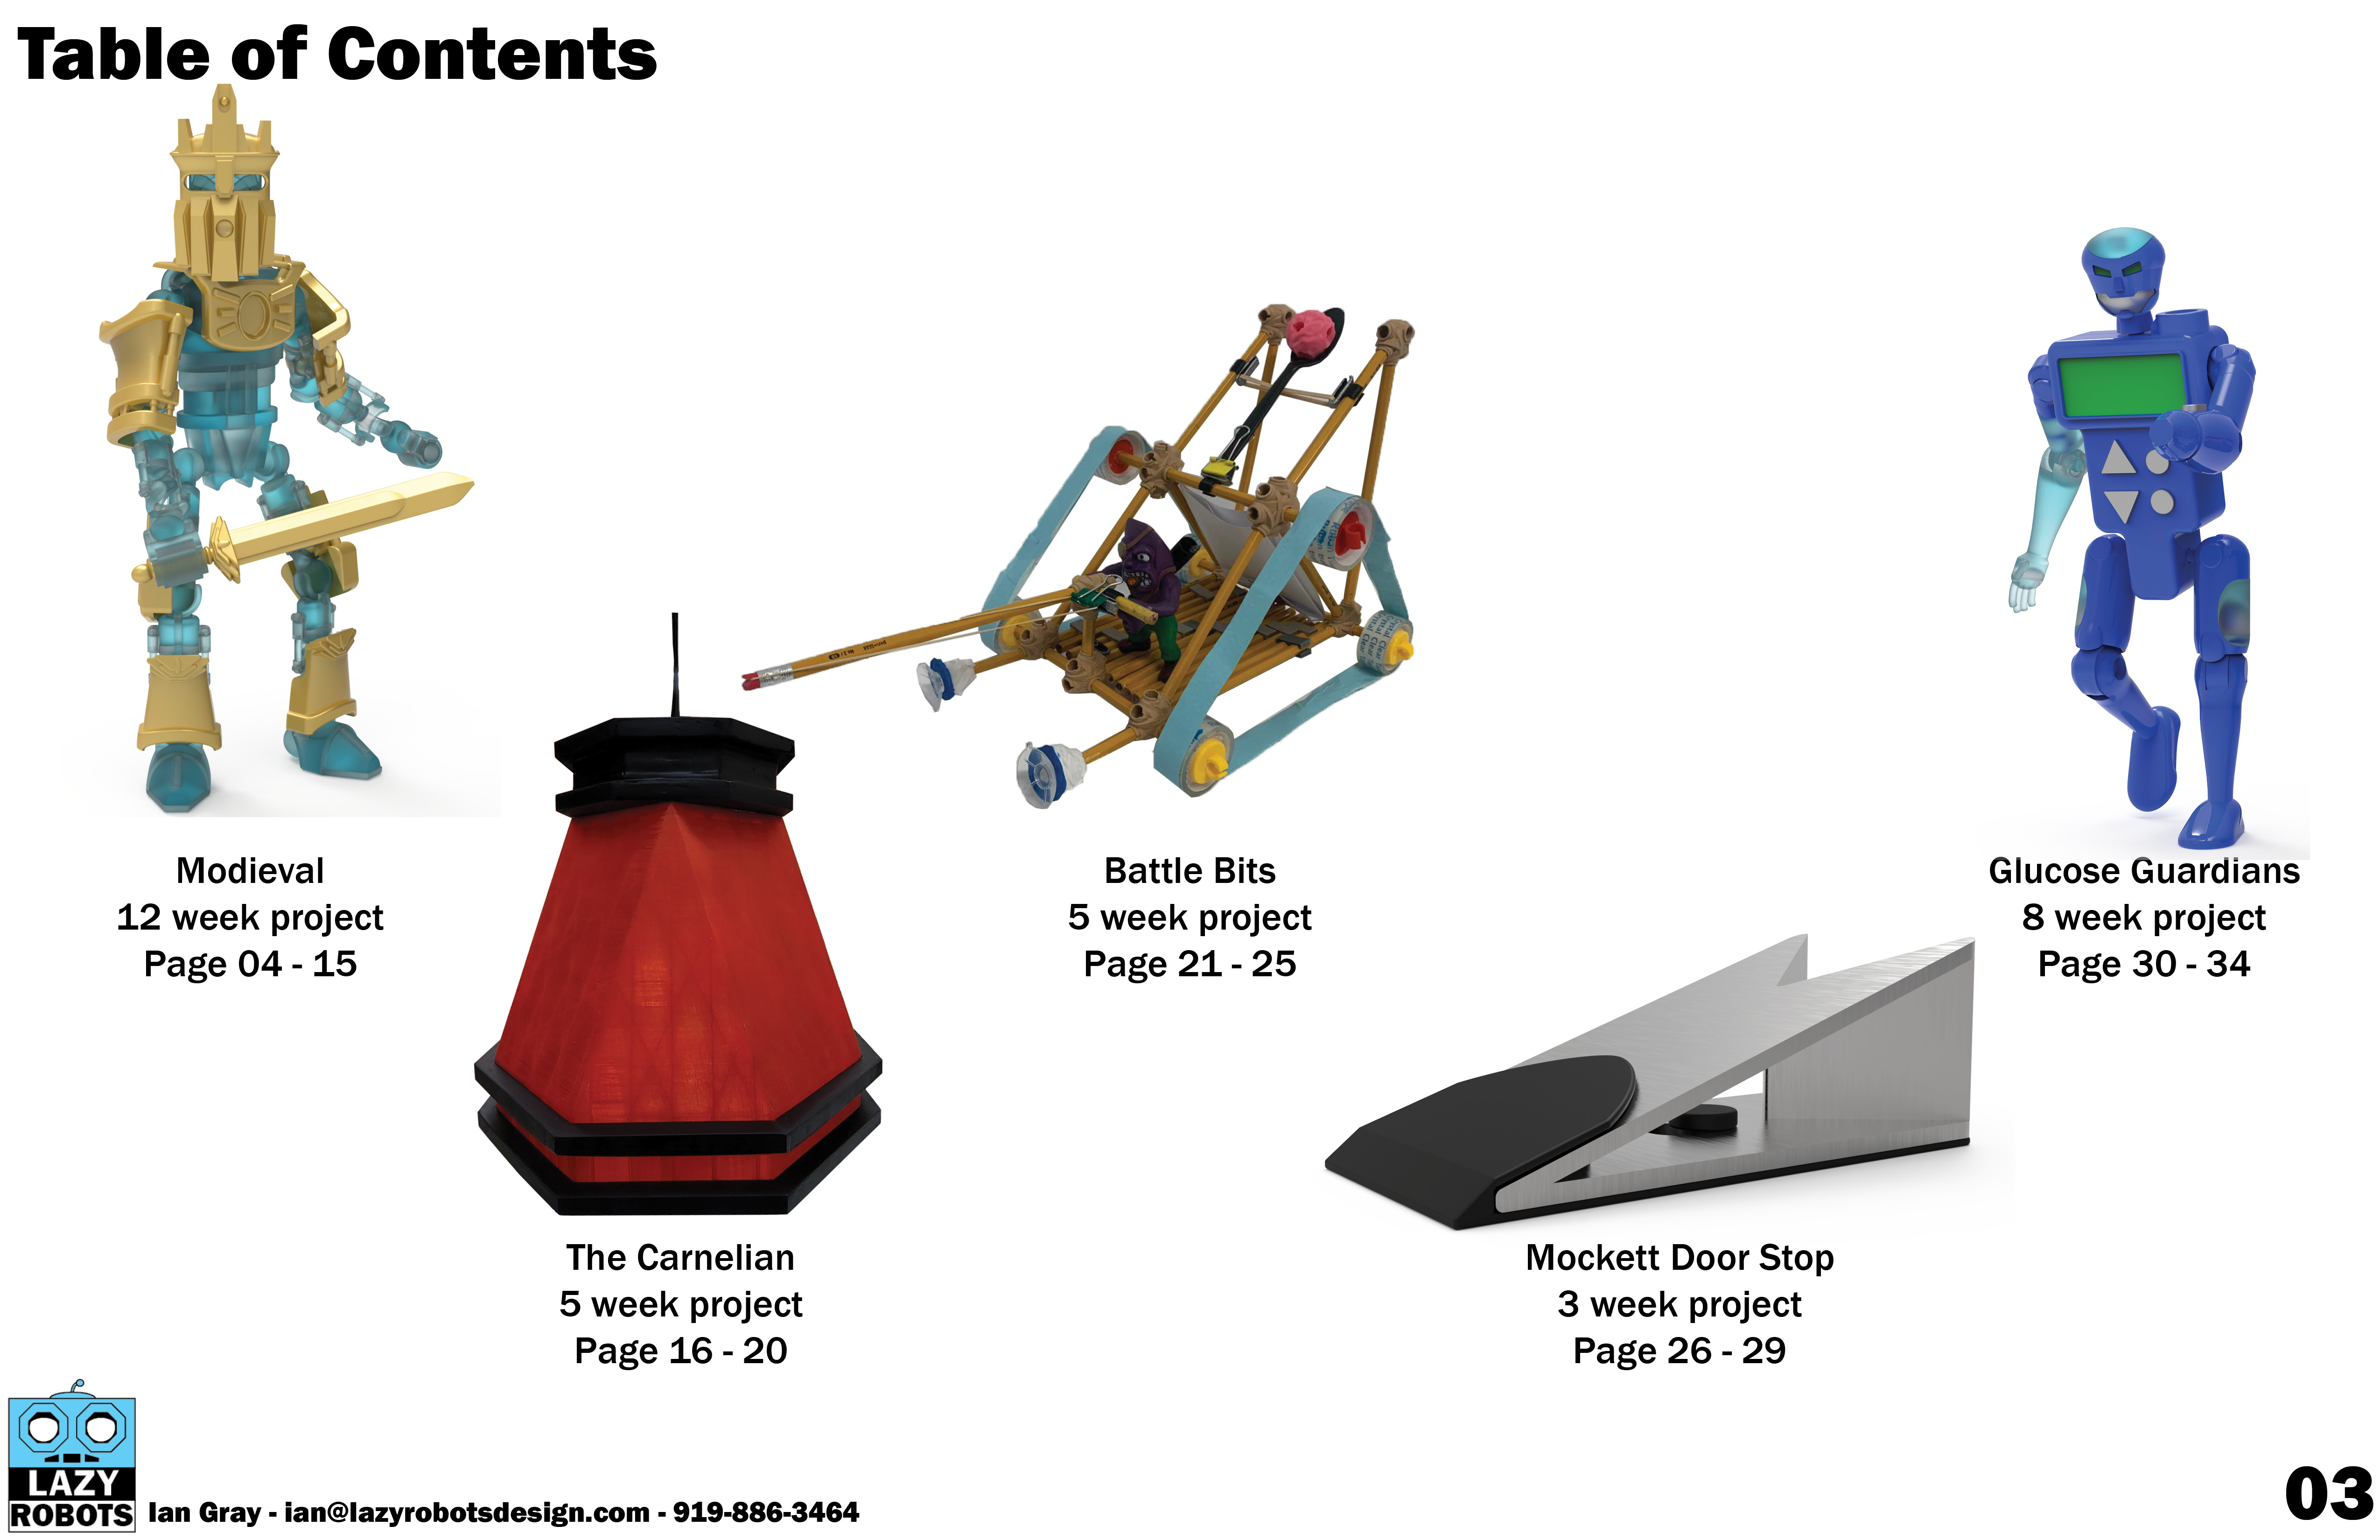 Table of Contents
Modieval
12 week project
Page 04 - 15
The Carnelian
5 week project
Page 16 - 20
Battle Bits
5 week project
Page 21 - 25
Mockett Door Stop
3 week project
Page 26 - 29
Glucose Guardians
8 week project
Page 30 - 34
LAZY
ROBOTS
Ian Gray - ian@lazyrobotsdesign.com - 919-886-3464
03